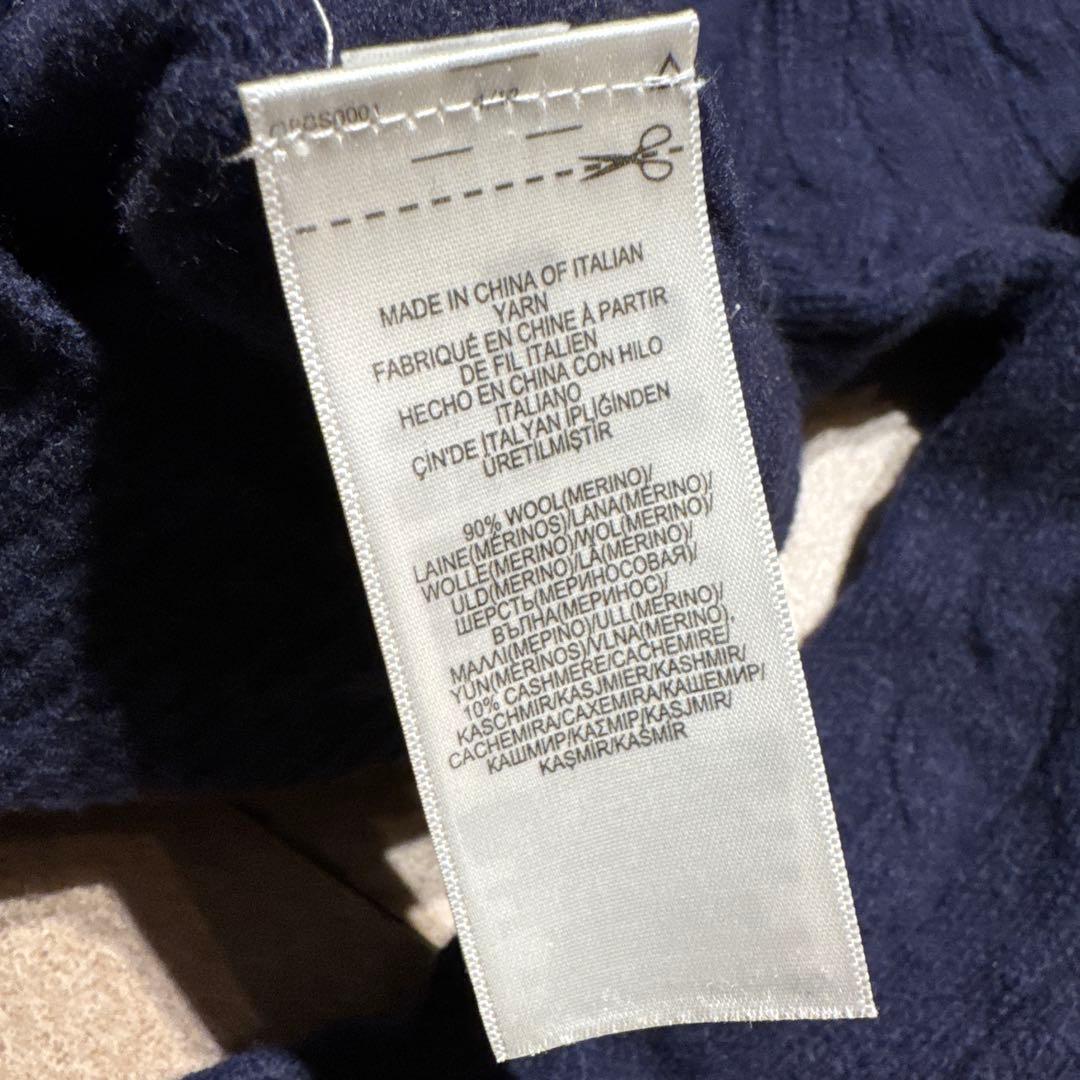 MADE IN CHINA OF ITALIAN
YARN
FABRIQUÉ EN CHINE À PARTIR
DE FIL ITALIEN
HECHO EN CHINA CON HILO
ITALIANO
ÇİN'DE İTALYAN İPLİĞİNDEN
ÜRETİLMİŞTİR
90% WOOL(MERINO)/
LAINE(MÉRINOS)/LANA(MERINO)/
WOLLE(MERINO)/WOL(MERINO)/
ULD(MERINO)/LÃ(MERINO)/
ШЕРСТЬ(МЕРИНОСОВАЯ)/
ВЪЛНА(МЕРИНОС)/
ΜΑΛΛΙ(ΜΕΡΙΝΟ)/ULL(MERINO)/
YÜN(MERİNOS)/VLNA(MERINO),
10% CASHMERE/CACHEMIRE/
KASCHMIR/KASJMIER/KASHMIR/
CACHEMIRA/CAXEMIRA/КАШЕМИР/
КАШМИР/ΚΑΣΜΙΡ/KASJMIR/
KAŞMİR/KAŠMÍR